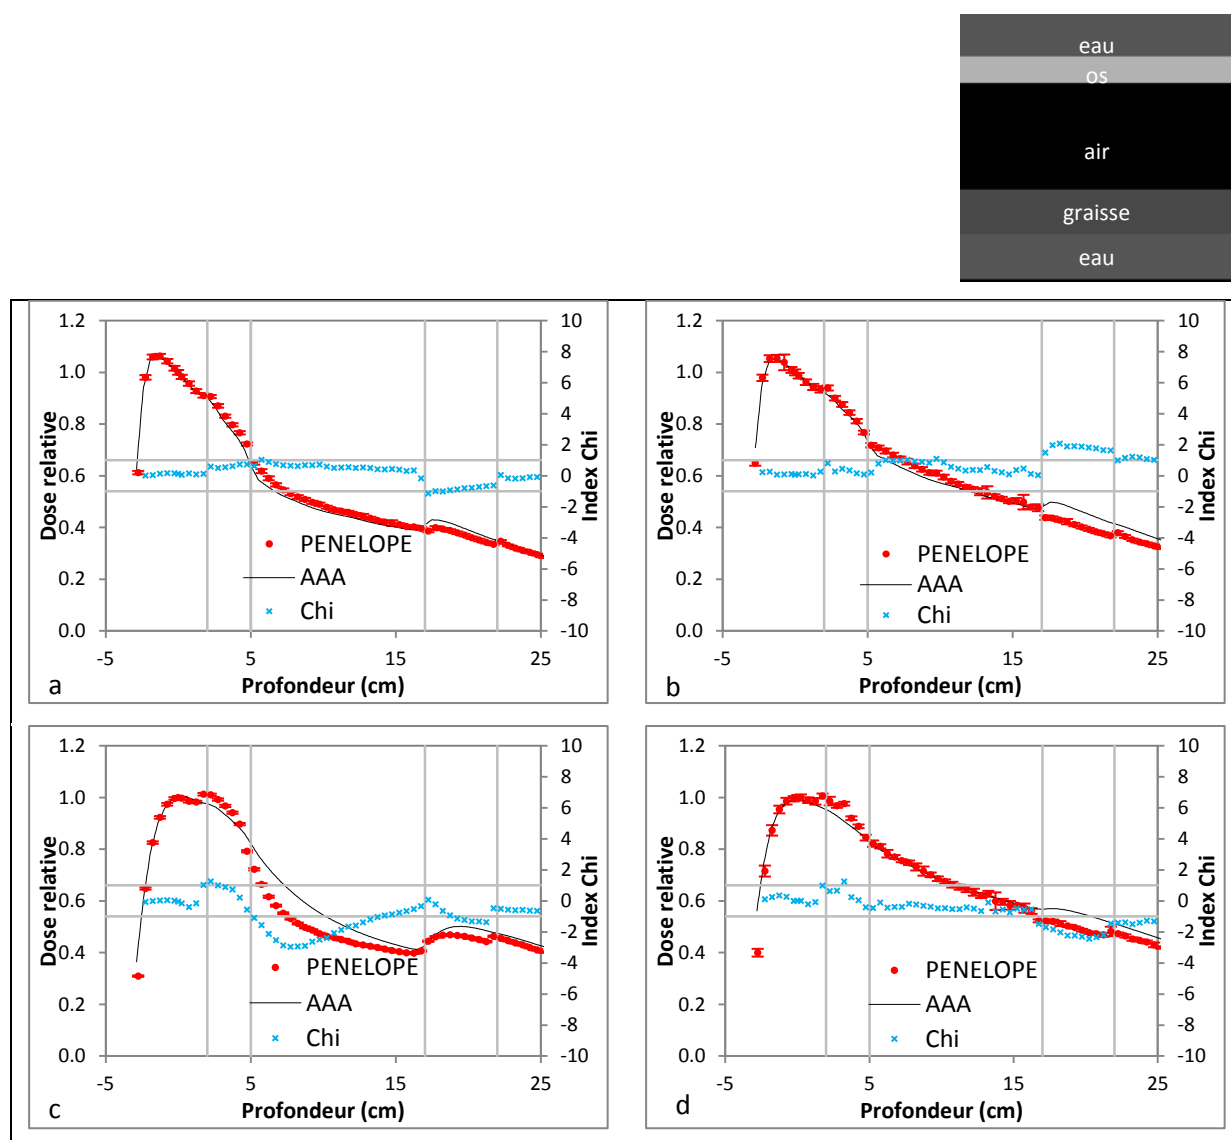 eau
os
air
graisse
eau
1.2
1.0
0.8
0.6
0.4
0.2
0.0
10
8
6
4
2
0
-2
-4
-6
-8
-10
-5
5
15
25
Dose relative
Index Chi
Profondeur (cm)
PENELOPE
AAA
Chi
a
1.2
1.0
0.8
0.6
0.4
0.2
0.0
10
8
6
4
2
0
-2
-4
-6
-8
-10
-5
5
15
25
Dose relative
Index Chi
Profondeur (cm)
PENELOPE
AAA
Chi
b
1.2
1.0
0.8
0.6
0.4
0.2
0.0
10
8
6
4
2
0
-2
-4
-6
-8
-10
-5
5
15
25
Dose relative
Index Chi
Profondeur (cm)
PENELOPE
AAA
Chi
c
1.2
1.0
0.8
0.6
0.4
0.2
0.0
10
8
6
4
2
0
-2
-4
-6
-8
-10
-5
5
15
25
Dose relative
Index Chi
Profondeur (cm)
PENELOPE
AAA
Chi
d